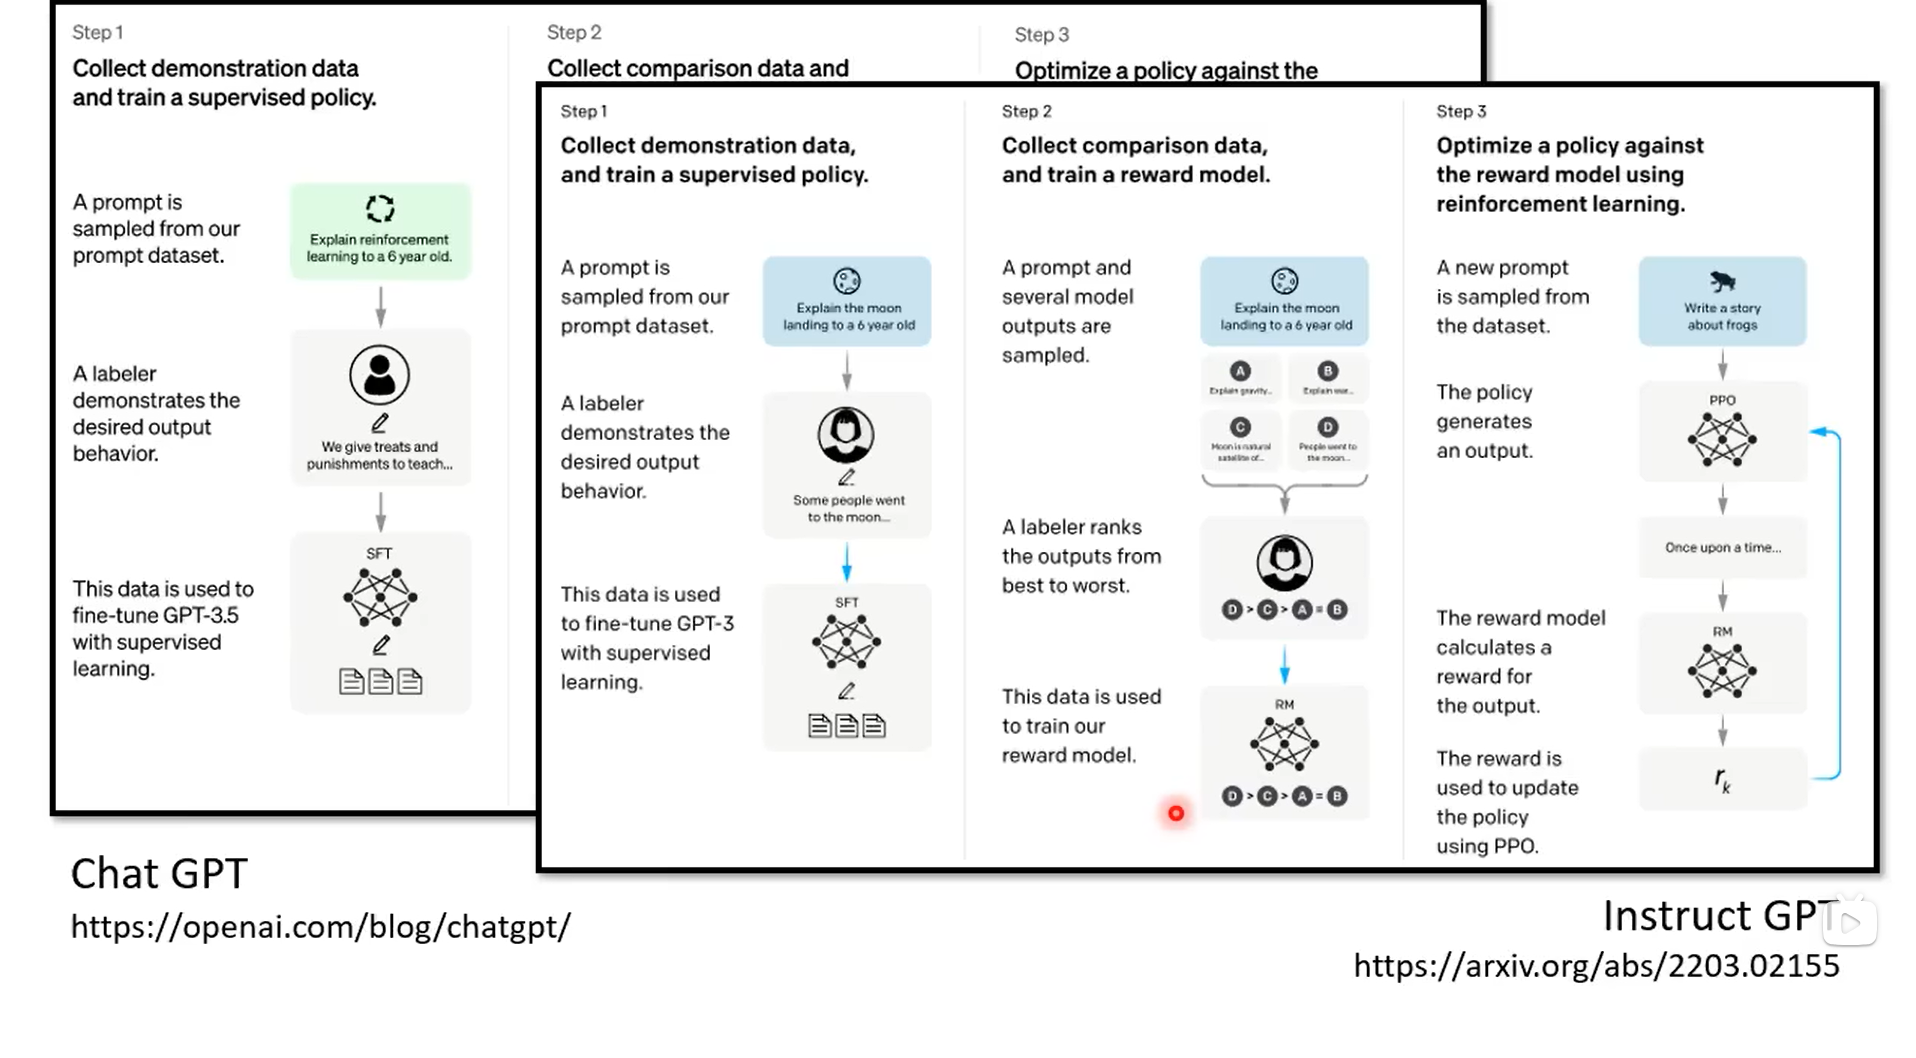 Step 1
Collect demonstration data
and train a supervised policy.
A prompt is
sampled from our
prompt dataset.
Explain reinforcement
learning to a 6 year old.
A labeler
demonstrates the
desired output
behavior.
We give treats and
punishments to teach...
This data is used to
fine-tune GPT-3.5
with supervised
learning.
SFT
Step 2
Collect comparison data and
Step 3
Optimize a policy against the
Step 1
Collect demonstration data,
and train a supervised policy.
A prompt is
sampled from our
prompt dataset.
Explain the moon
landing to a 6 year old
A labeler
demonstrates the
desired output
behavior.
Some people went
to the moon...
This data is used
to fine-tune GPT-3
with supervised
learning.
SFT
Step 2
Collect comparison data,
and train a reward model.
A prompt and
several model
outputs are
sampled.
Explain the moon
landing to a 6 year old
A
Explain gravity...
B
Explain war...
C
Moon is natural
satellite of...
D
People went to
the moon...
A labeler ranks
the outputs from
best to worst.
D > C > A = B
This data is used
to train our
reward model.
RM
D > C > A = B
Step 3
Optimize a policy against
the reward model using
reinforcement learning.
A new prompt
is sampled from
the dataset.
Write a story
about frogs
The policy
generates
an output.
PPO
Once upon a time...
The reward model
calculates a
reward for
the output.
RM
The reward is
used to update
the policy
using PPO.
rk
Chat GPT
https://openai.com/blog/chatgpt/
Instruct GPT
https://arxiv.org/abs/2203.02155